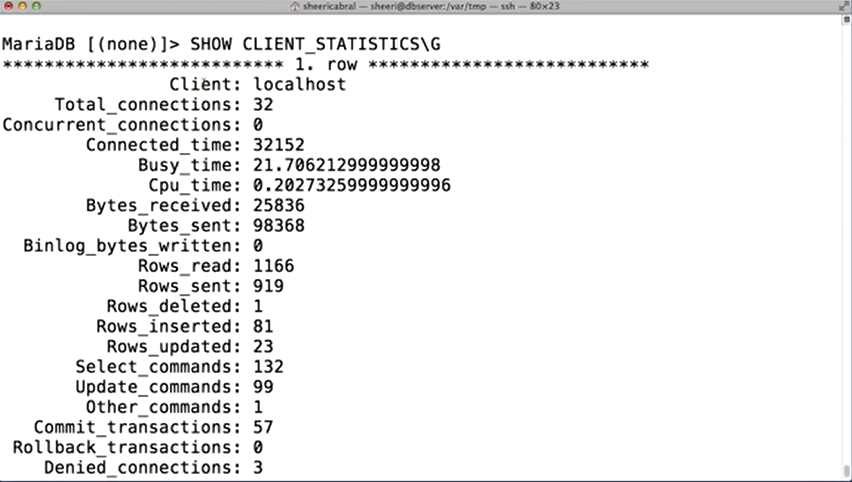 sheericabral — sheeri@dbserver:/var/tmp — ssh — 80×23
MariaDB [(none)]> SHOW CLIENT_STATISTICS\G
*************************** 1. row ***************************
Client: localhost
Total_connections: 32
Concurrent_connections: 0
Connected_time: 32152
Busy_time: 21.706212999999998
Cpu_time: 0.20273259999999996
Bytes_received: 25836
Bytes_sent: 98368
Binlog_bytes_written: 0
Rows_read: 1166
Rows_sent: 919
Rows_deleted: 1
Rows_inserted: 81
Rows_updated: 23
Select_commands: 132
Update_commands: 99
Other_commands: 1
Commit_transactions: 57
Rollback_transactions: 0
Denied_connections: 3